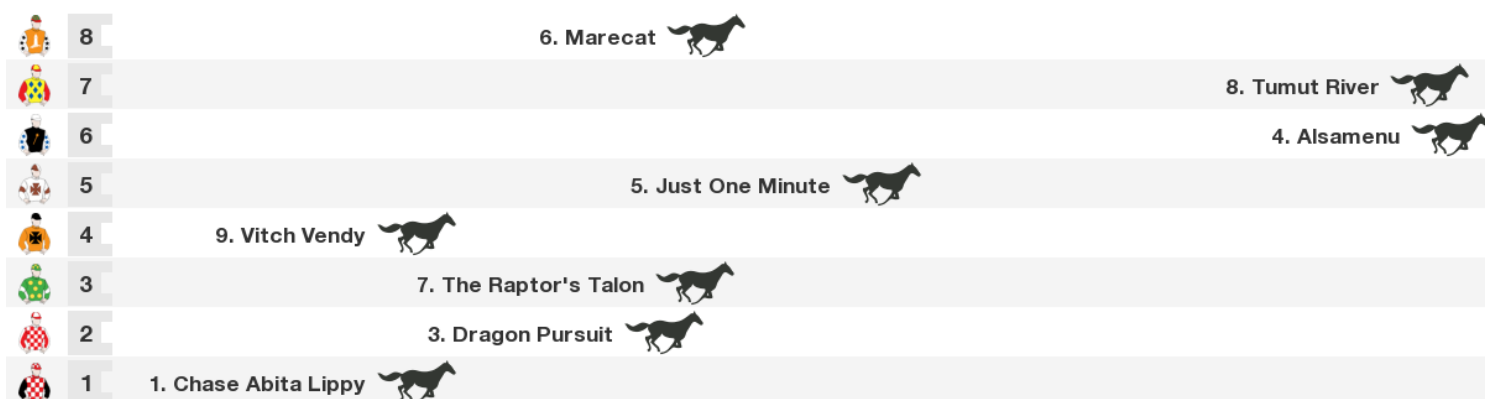 8 6. Marecat
7 8. Tumut River
6 4. Alsamenu
5 5. Just One Minute
4 9. Vitch Vendy
3 7. The Raptor's Talon
2 3. Dragon Pursuit
1 1. Chase Abita Lippy